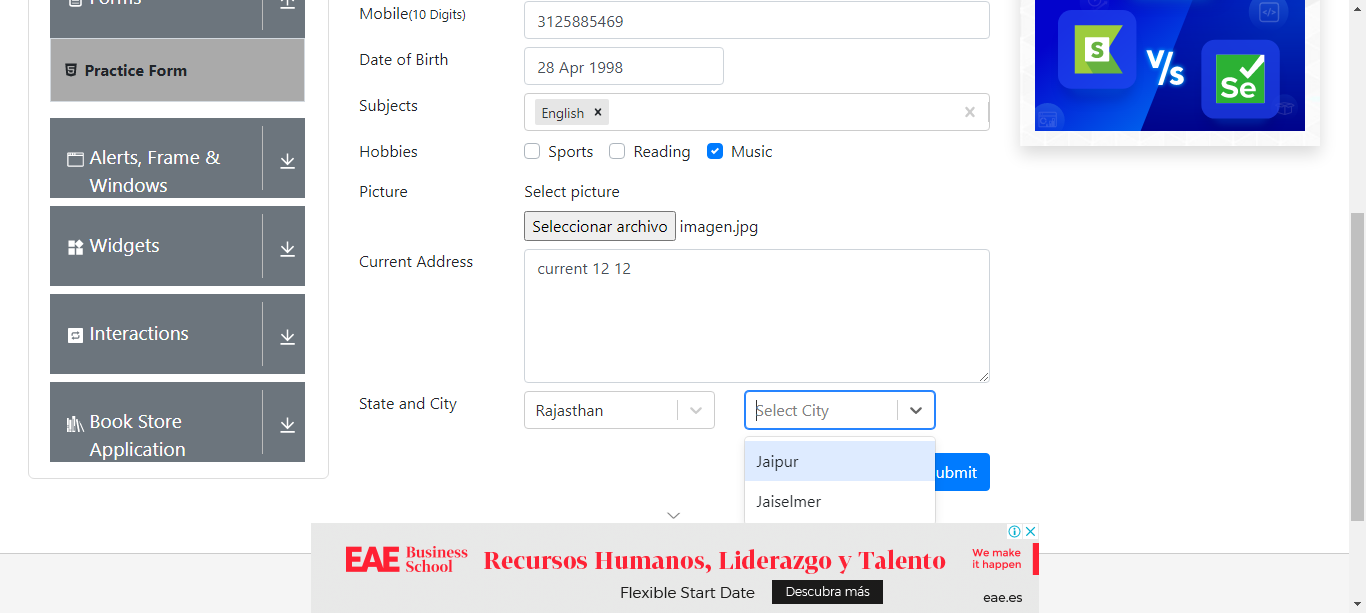 Forms
Practice Form
Alerts, Frame &
Windows
Widgets
Interactions
Book Store
Application
Mobile(10 Digits)
3125885469
Date of Birth
28 Apr 1998
Subjects
English
Hobbies
Sports
Reading
Music
Picture
Select picture
Seleccionar archivo
imagen.jpg
Current Address
current 12 12
State and City
Rajasthan
Select City
Jaipur
Jaiselmer
ubmit
S
V/s
Se
EAE Business
School
Recursos Humanos, Liderazgo y Talento
Flexible Start Date
Descubra más
We make
it happen
eae.es